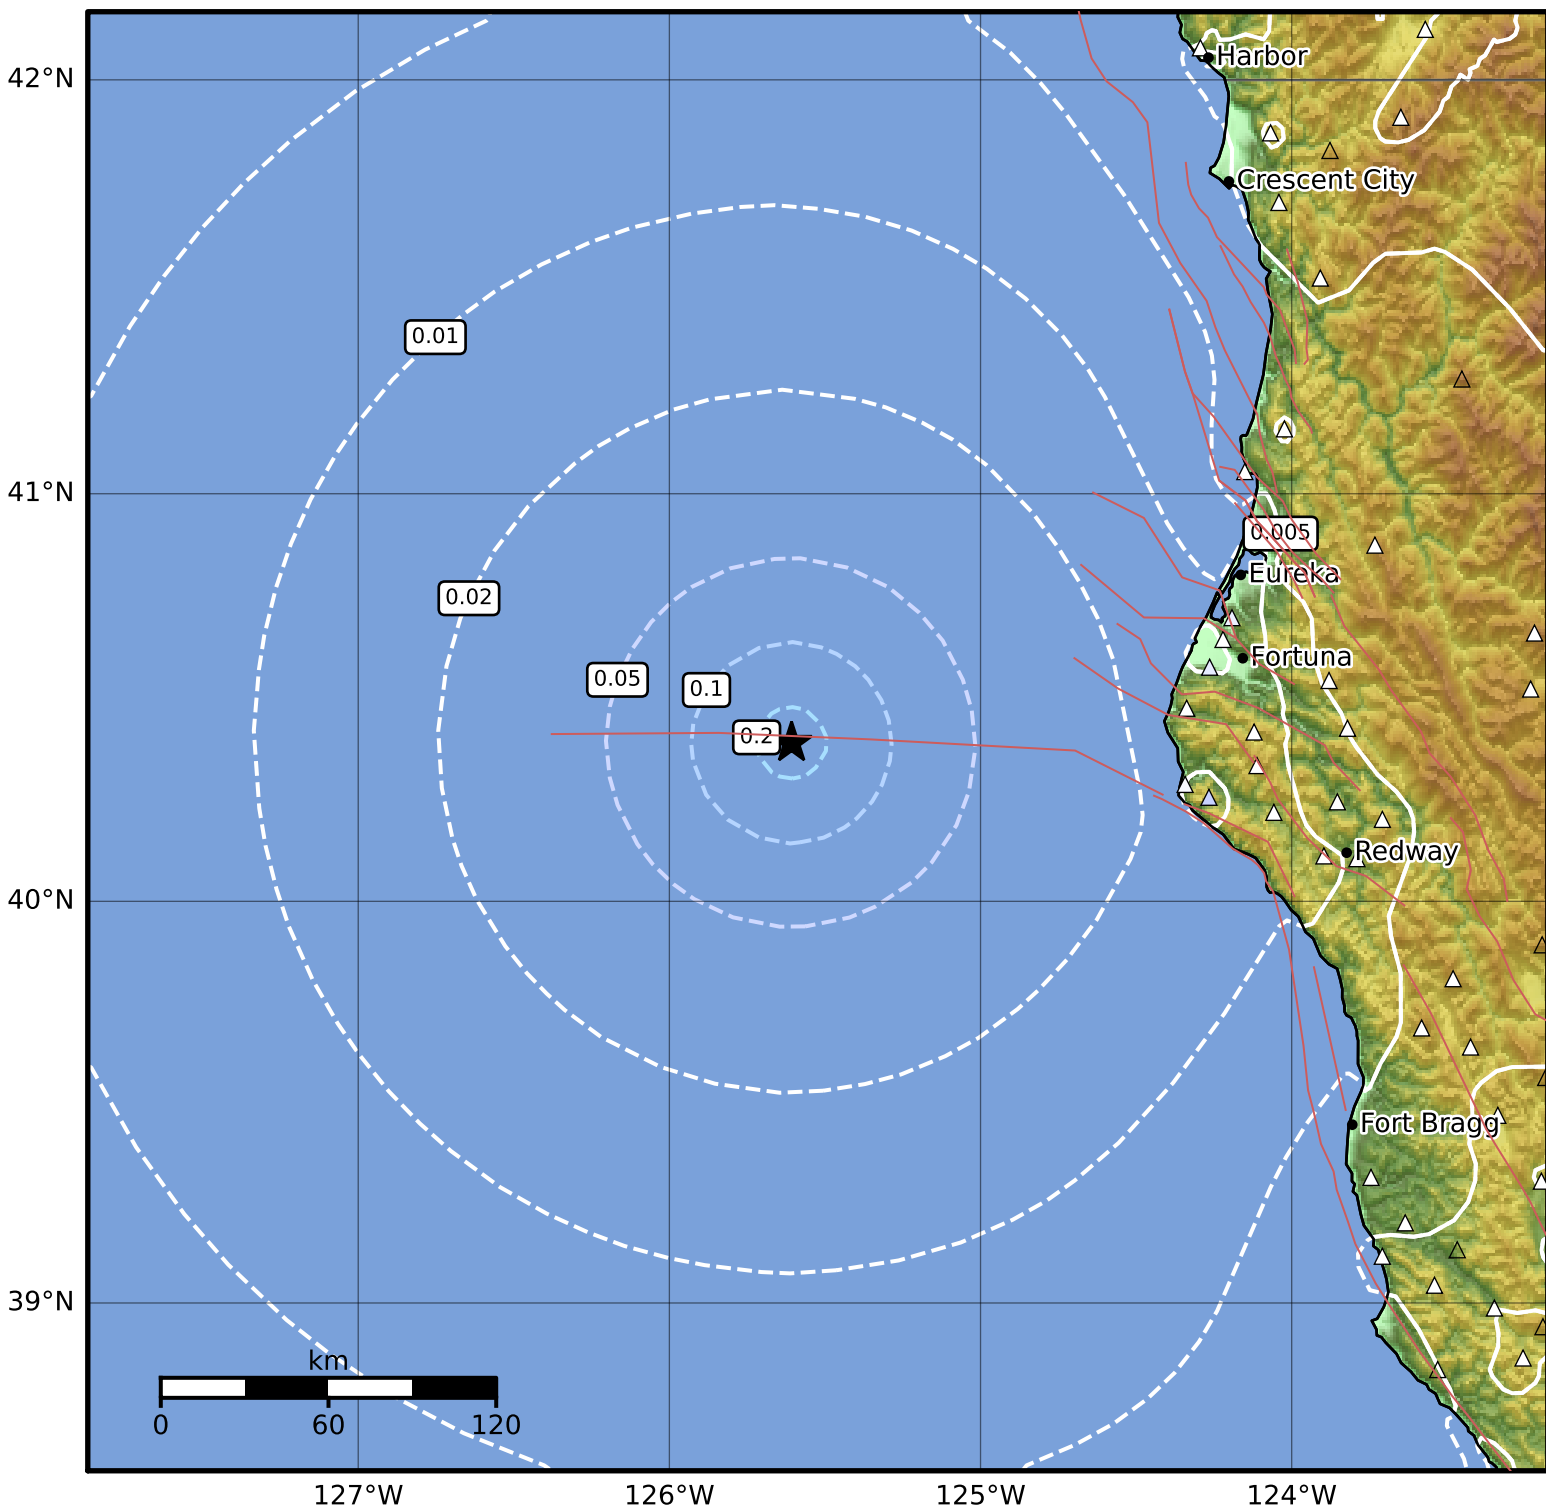 Harbor
42°N
Crescent City
0.01
41°N
0.005
Eureka
0.02
Fortuna
0.05
0.1
0.2
Redway
40°N
Fort Bragg
39°N
km
0 60 120
127°W 126°W 125°W 124°W